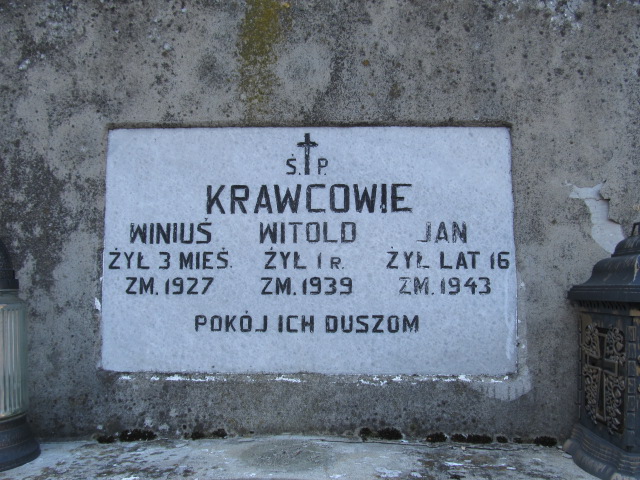 Ś. P.
KRAWCOWIE
WINIUŚ WITOLD JAN
ŻYŁ 3 MIEŚ. ŻYŁ 1 R. ŻYŁ LAT 16
ZM. 1927 ZM. 1939 ZM. 1943
POKÓJ ICH DUSZOM